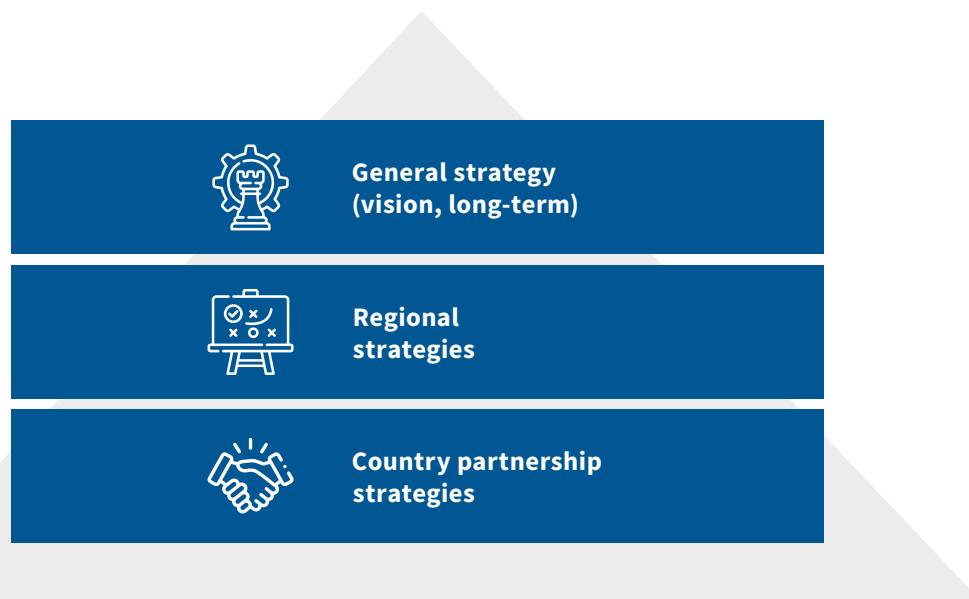 General strategy
(vision, long-term)
Regional
strategies
Country partnership
strategies